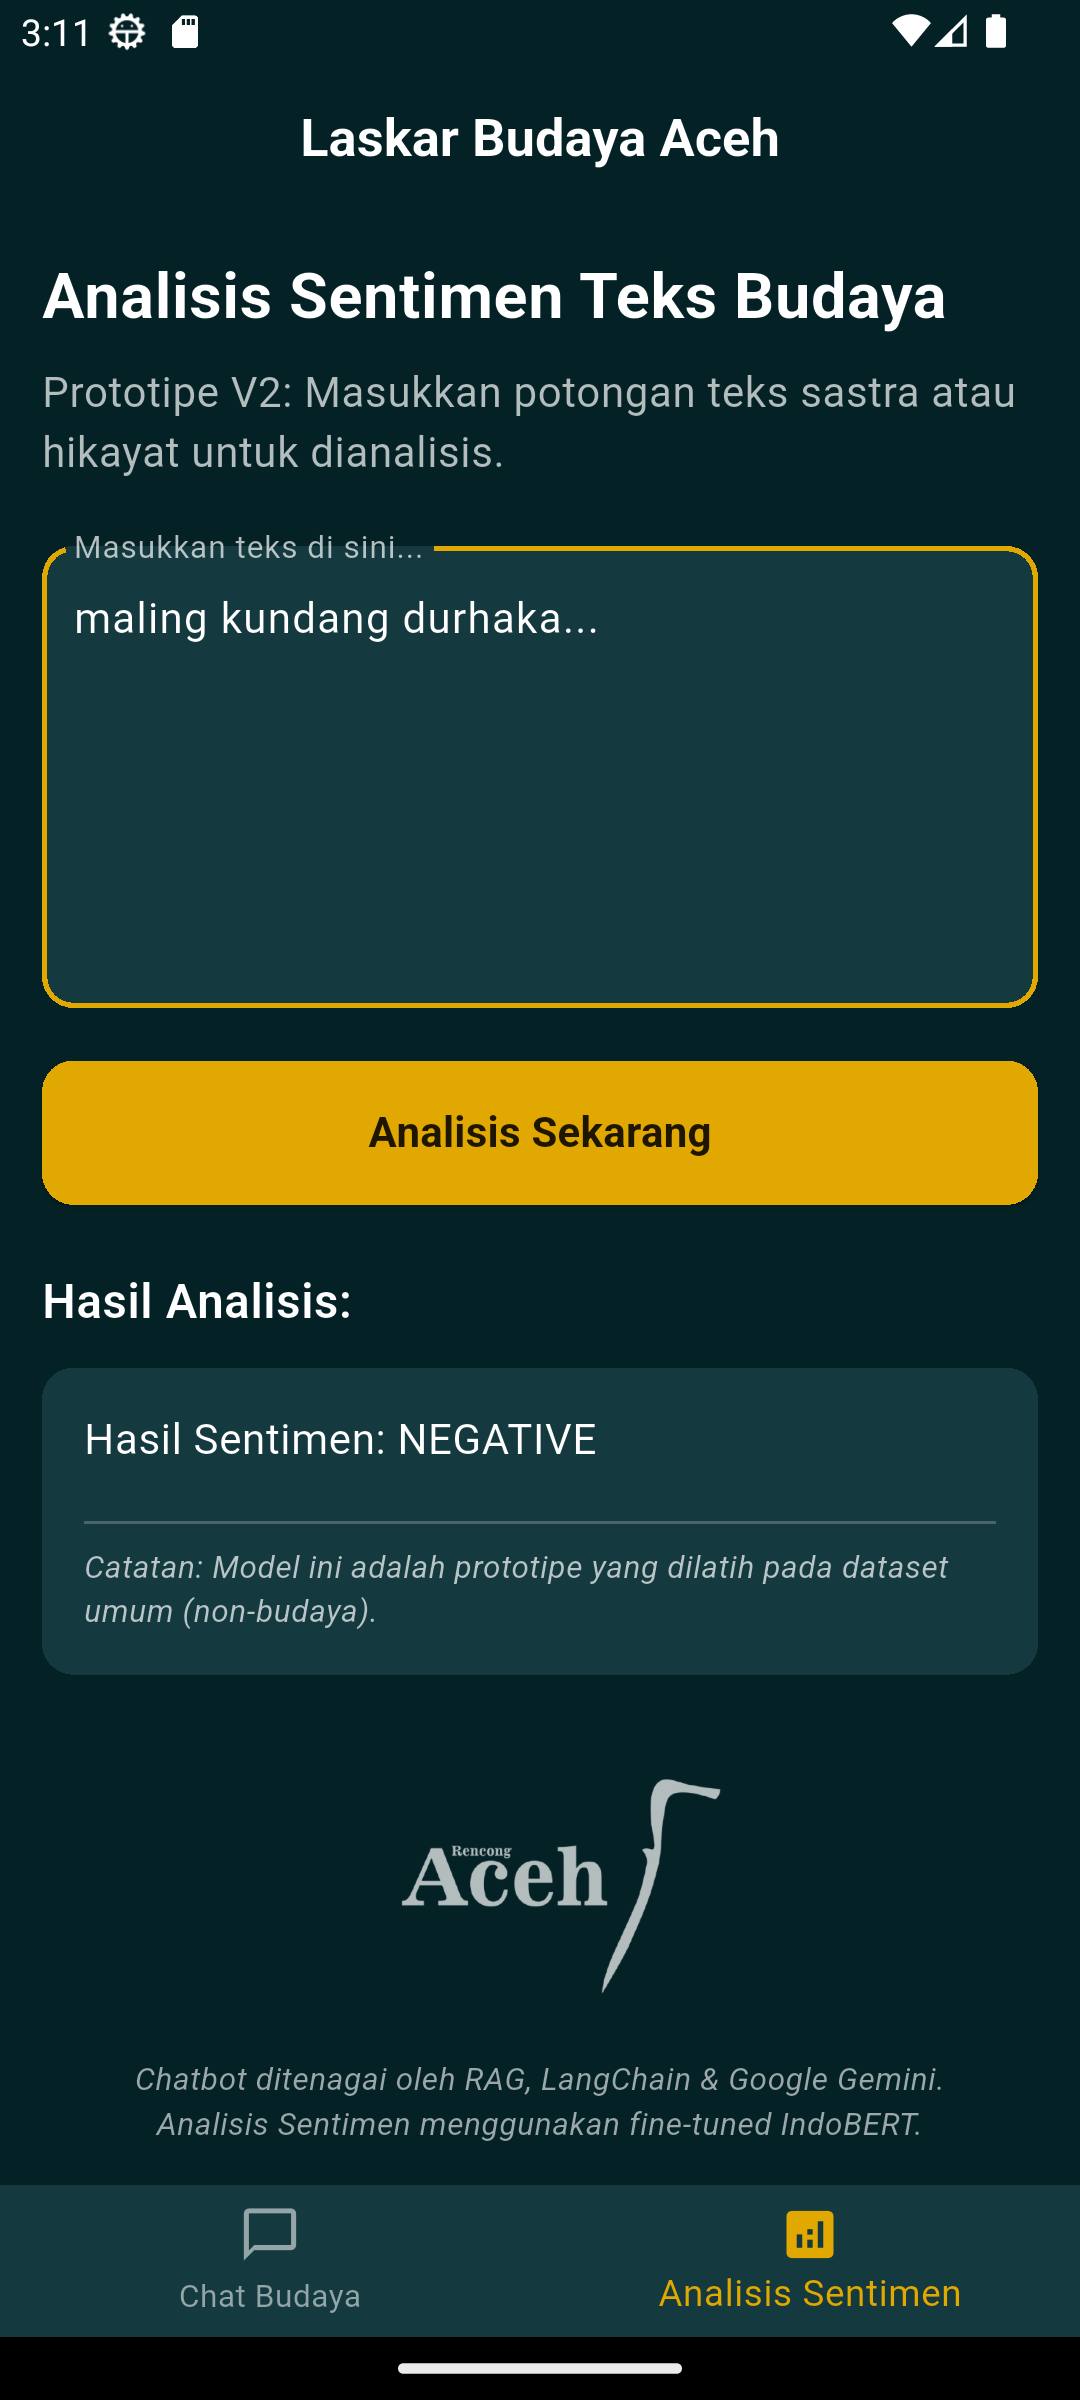 3:11
Laskar Budaya Aceh
Analisis Sentimen Teks Budaya
Prototipe V2: Masukkan potongan teks sastra atau
hikayat untuk dianalisis.
Masukkan teks di sini...
maling kundang durhaka...
Analisis Sekarang
Hasil Analisis:
Hasil Sentimen: NEGATIVE
Catatan: Model ini adalah prototipe yang dilatih pada dataset
umum (non-budaya).
Rencong
Aceh
Chatbot ditenagai oleh RAG, LangChain & Google Gemini.
Analisis Sentimen menggunakan fine-tuned IndoBERT.
Chat Budaya
Analisis Sentimen